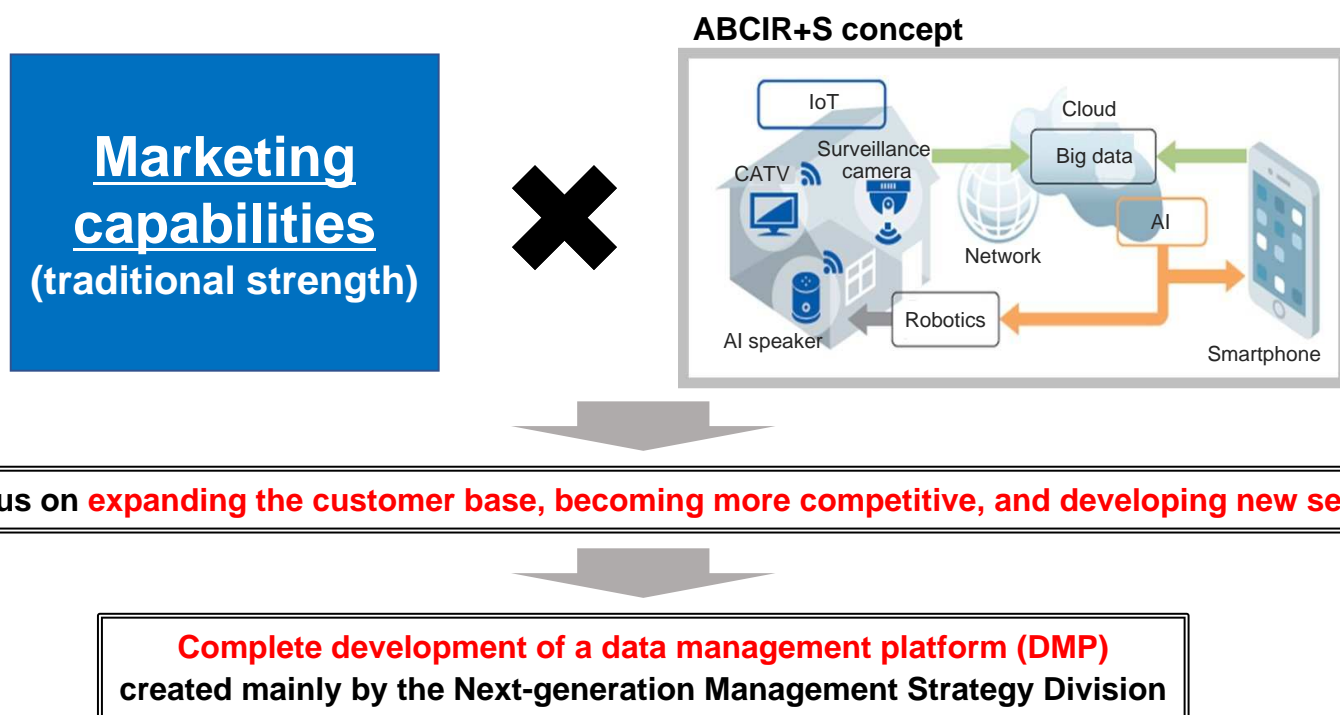 ABCIR+S concept
Marketing
capabilities
(traditional strength)
IoT
Cloud
Surveillance
camera
CATV
Big data
AI
Network
Robotics
AI speaker
Smartphone
on expanding the customer base, becoming more competitive, and developing new
Complete development of a data management platform (DMP)
created mainly by the Next-generation Management Strategy Division